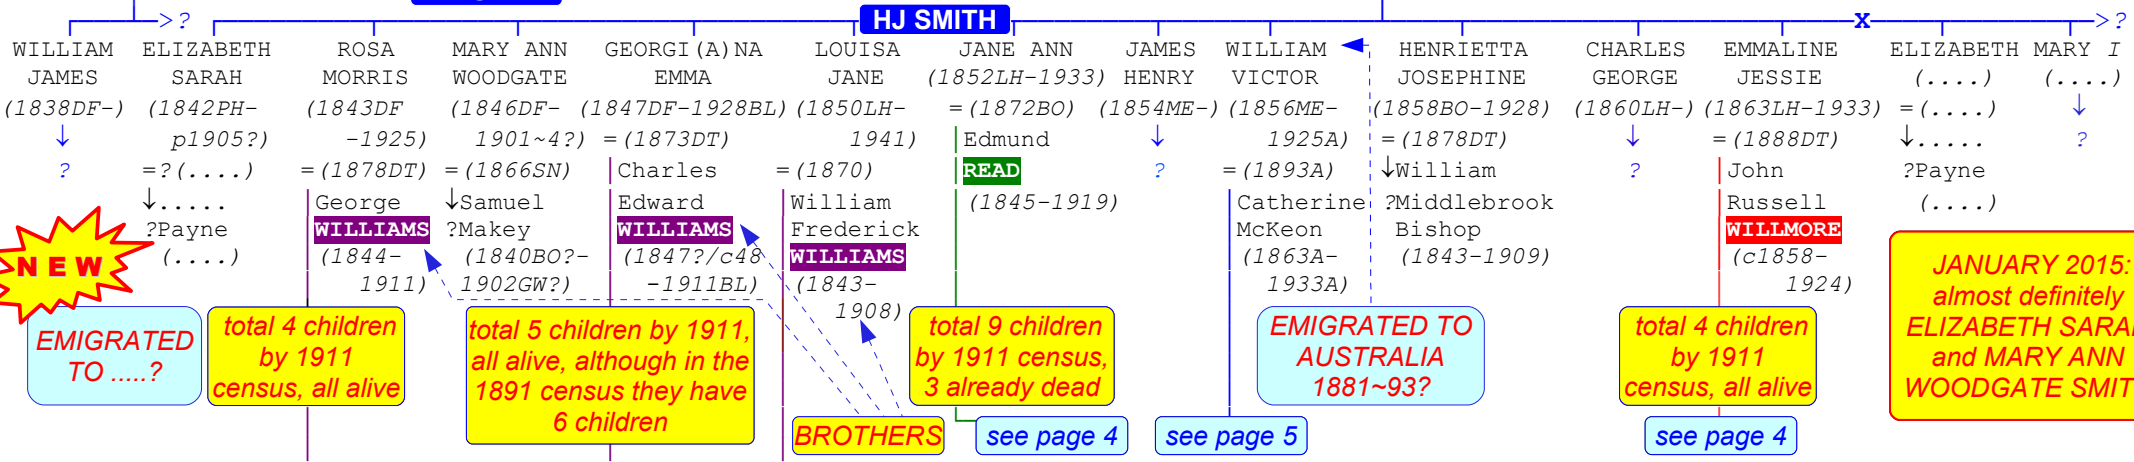 ->?
HJ SMITH
X
->?
WILLIAM
JAMES
(1838DF-)
↓
?
ELIZABETH
SARAH
(1842PH-
p1905?)
=?(....)
↓.....
?Payne
(....)
ROSA
MORRIS
(1843DF
-1925)
=(1878DT)
George
WILLIAMS
(1844-
1911)
MARY ANN
WOODGATE
(1846DF-
1901~4?)
=(1866SN)
↓Samuel
?Makey
(1840BO?-
1902GW?)
GEORGI(A)NA
EMMA
(1847DF-1928BL)
=(1873DT)
Charles
Edward
WILLIAMS
(1847?/c48
-1911BL)
LOUISA
JANE
(1850LH-
1941)
=(1870)
William
Frederick
WILLIAMS
(1843-
1908)
JANE ANN
(1852LH-1933)
=(1872BO)
Edmund
READ
(1845-1919)
JAMES
HENRY
(1854ME-)
↓
?
WILLIAM
VICTOR
(1856ME-
1925A)
=(1893A)
Catherine
McKeon
(1863A-
1933A)
HENRIETTA
JOSEPHINE
(1858BO-1928)
=(1878DT)
↓William
?Middlebrook
Bishop
(1843-1909)
CHARLES
GEORGE
(1860LH-)
↓
?
EMMALINE
JESSIE
(1863LH-1933)
=(1888DT)
John
Russell
WILLMORE
(c1858-
1924)
ELIZABETH
(....)
=(....)
↓.....
?Payne
(....)
MARY I
(....)
↓
?
NEW
EMIGRATED
TO .....?
total 4 children
by 1911
census, all alive
total 5 children by 1911,
all alive, although in the
1891 census they have
6 children
BROTHERS
total 9 children
by 1911 census,
3 already dead
see page 4
see page 5
EMIGRATED TO
AUSTRALIA
1881~93?
total 4 children
by 1911
census, all alive
see page 4
JANUARY 2015:
almost definitely
ELIZABETH SARA
and MARY ANN
WOODGATE SMIT